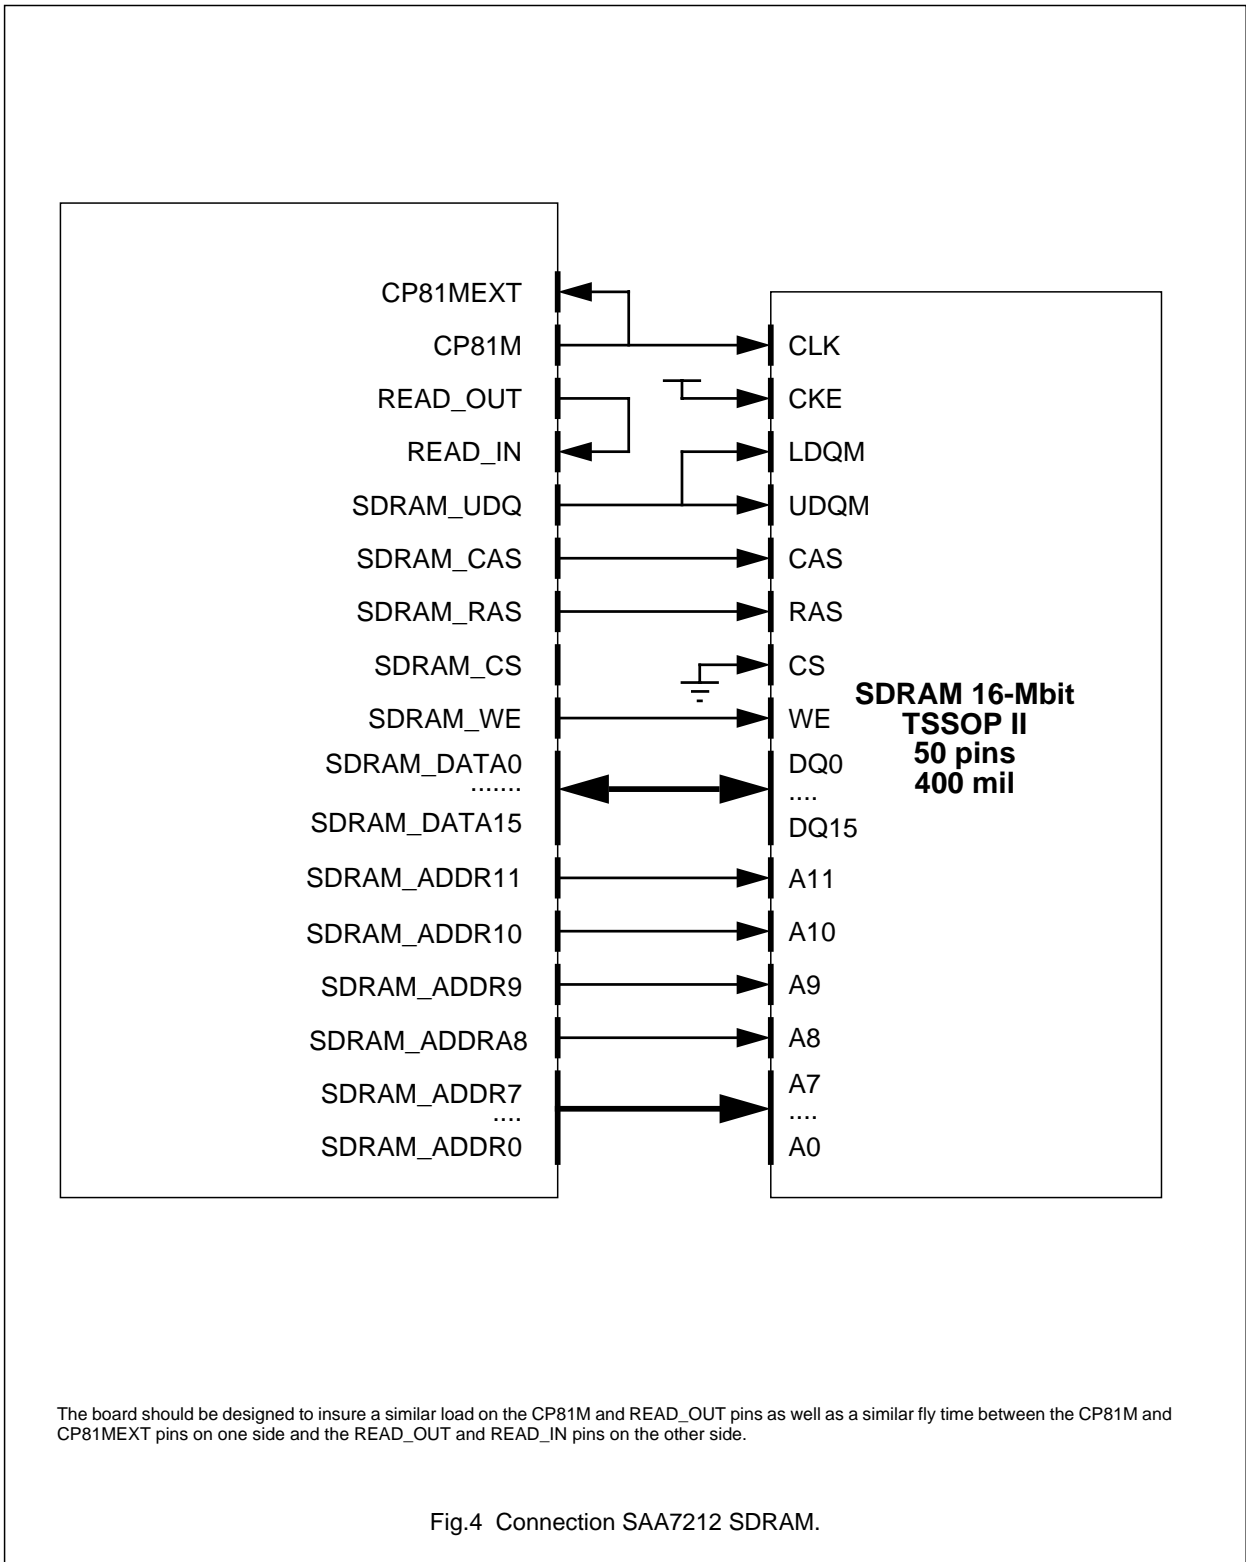 CP81MEXT
CP81M CLK
READ_OUT CKE
READ_IN LDQM
SDRAM_UDQ UDQM
SDRAM_CAS CAS
SDRAM_RAS RAS
SDRAM_CS CS
SDRAM_WE WE
SDRAM 16-Mbit
TSSOP II
50 pins
400 mil
SDRAM_DATA0 DQ0
....... ....
SDRAM_DATA15 DQ15
SDRAM_ADDR11 A11
SDRAM_ADDR10 A10
SDRAM_ADDR9 A9
SDRAM_ADDRA8 A8
SDRAM_ADDR7 A7
.... ....
SDRAM_ADDR0 A0
The board should be designed to insure a similar load on the CP81M and READ_OUT pins as well as a similar fly time between the CP81M and
CP81MEXT pins on one side and the READ_OUT and READ_IN pins on the other side.
Fig.4 Connection SAA7212 SDRAM.